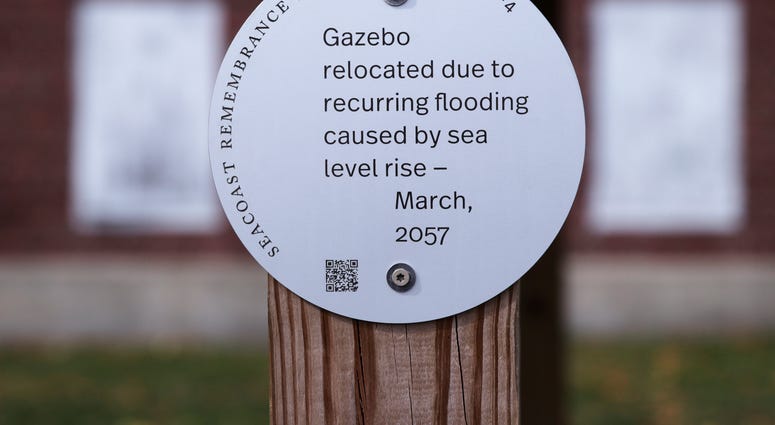 SEACOAST REMEMBRANCE
Gazebo
relocated due to
recurring flooding
caused by sea
level rise –
March,
2057